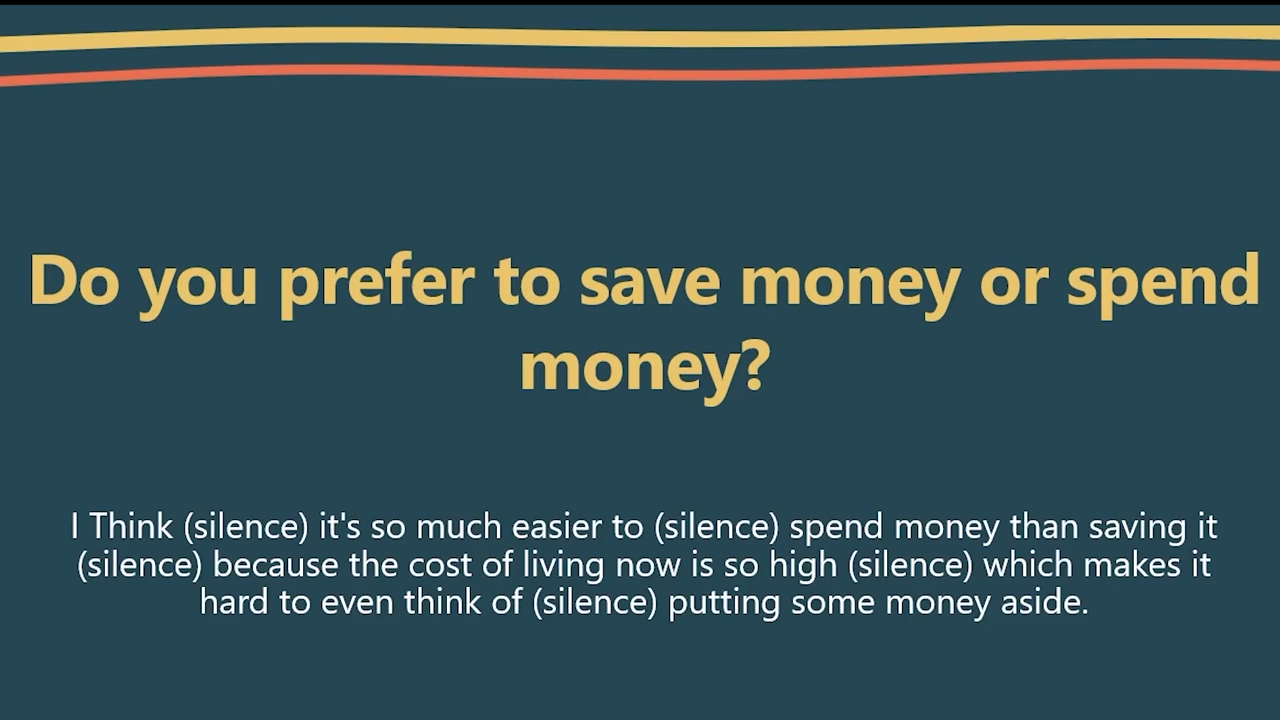 Do you prefer to save money or spend
money?
I Think (silence) it's so much easier to (silence) spend money than saving it
(silence) because the cost of living now is so high (silence) which makes it
hard to even think of (silence) putting some money aside.